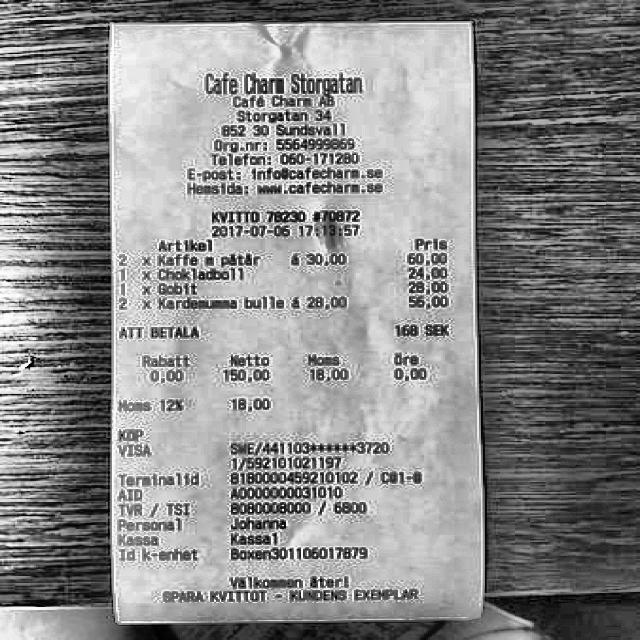 Cafe Charm Storgatan
Café Charm AB
Storgatan 34
852 30 Sundsvall
Org.nr: 5564999869
Telefon: 060-171280
E-post: info@cafecharm.se
Hemsida: www.cafecharm.se
KVITTO 78230 #70872
2017-07-06 17:13:57
Artikel Pris
2 x Kaffe m påtår á 30,00 60,00
1 x Chokladboll 24,00
1 x Gobit 28,00
2 x Kardemumma bulle á 28,00 56,00
ATT BETALA 168 SEK
Rabatt Netto Moms Öre
0,00 150,00 18,00 0,00
Moms 12% 18,00
KÖP
VISA SWE/441103******3720
1/592101021197
Terminalid 8180000459210102 / C01-0
AID A0000000031010
TVR / TSI 8080008000 / 6800
Personal Johanna
Kassa Kassa1
Id k-enhet Boxen301106017879
Välkommen åter!
SPARA KVITTOT - KUNDENS EXEMPLAR